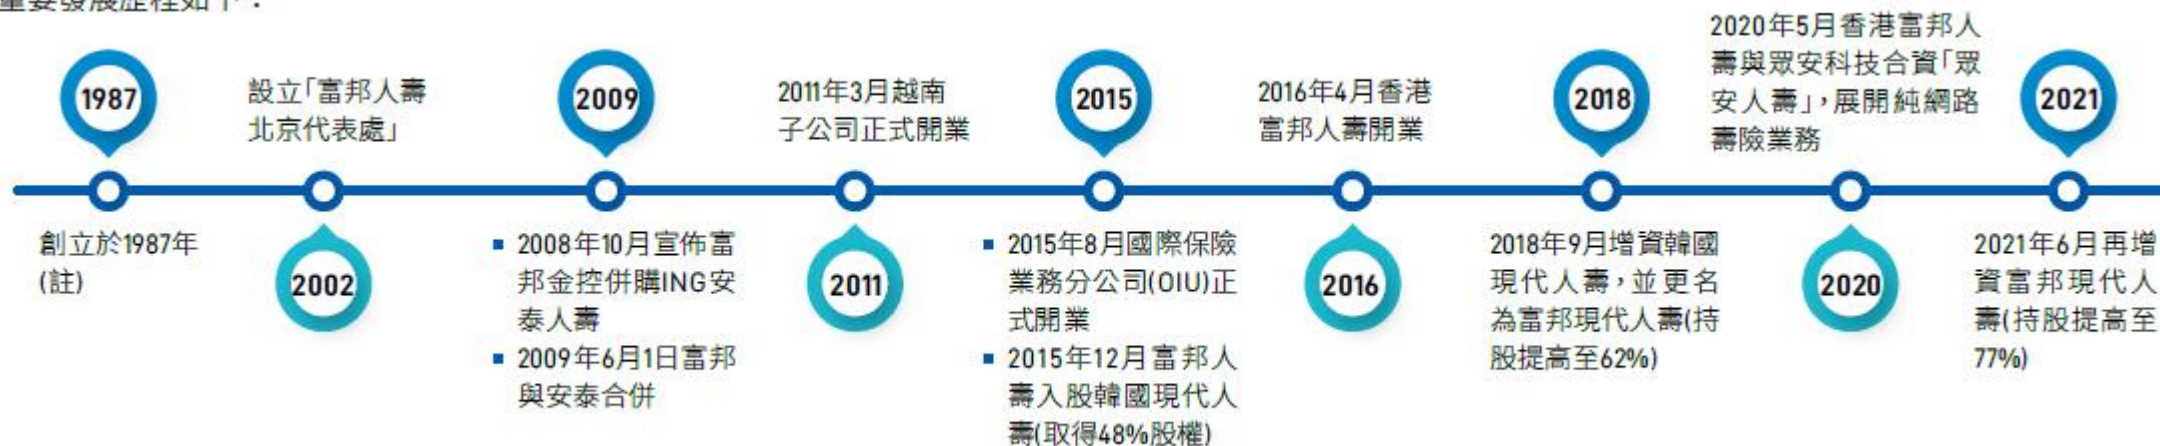 重要發展歷程如下：
1987
創立於1987年
(註)
設立「富邦人壽
北京代表處」
2002
2009
■ 2008年10月宣佈富
邦金控併購ING安
泰人壽
■ 2009年6月1日富邦
與安泰合併
2011年3月越南
子公司正式開業
2011
2015
■ 2015年8月國際保險
業務分公司(OIU)正
式開業
■ 2015年12月富邦人
壽入股韓國現代人
壽(取得48%股權)
2016年4月香港
富邦人壽開業
2016
2018
2018年9月增資韓國
現代人壽，並更名
為富邦現代人壽(持
股提高至62%)
2020年5月香港富邦人
壽與眾安科技合資「眾
安人壽」，展開純網路
壽險業務
2020
2021
2021年6月再增
資富邦現代人
壽(持股提高至
77%)